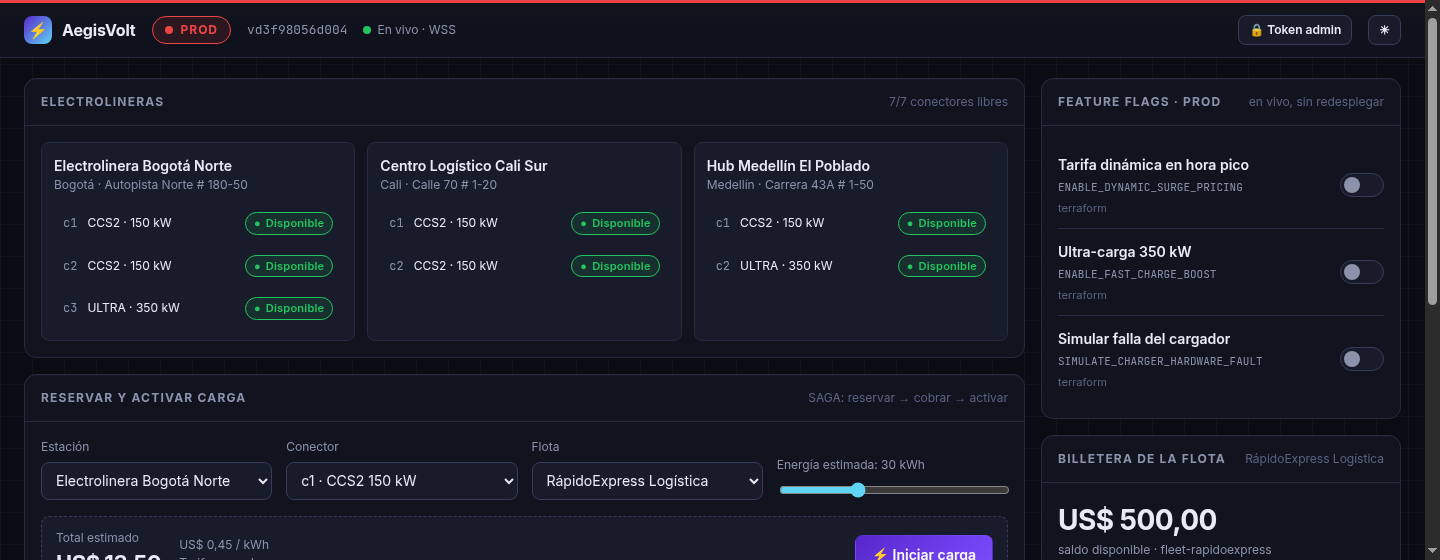 AegisVolt
PROD
vd3f98056d004
En vivo · WSS
🔒 Token admin
ELECTROLINERAS
7/7 conectores libres
Electrolinera Bogotá Norte
Bogotá · Autopista Norte # 180-50
c1 CCS2 · 150 kW Disponible
c2 CCS2 · 150 kW Disponible
c3 ULTRA · 350 kW Disponible
Centro Logístico Cali Sur
Cali · Calle 70 # 1-20
c1 CCS2 · 150 kW Disponible
c2 CCS2 · 150 kW Disponible
Hub Medellín El Poblado
Medellín · Carrera 43A # 1-50
c1 CCS2 · 150 kW Disponible
c2 ULTRA · 350 kW Disponible
RESERVAR Y ACTIVAR CARGA
SAGA: reservar → cobrar → activar
Estación
Electrolinera Bogotá Norte
Conector
c1 · CCS2 150 kW
Flota
RápidoExpress Logística
Energía estimada: 30 kWh
Total estimado
US$ 0,45 / kWh
⚡ Iniciar carga
FEATURE FLAGS · PROD
en vivo, sin redesplegar
Tarifa dinámica en hora pico
ENABLE_DYNAMIC_SURGE_PRICING
terraform
Ultra-carga 350 kW
ENABLE_FAST_CHARGE_BOOST
terraform
Simular falla del cargador
SIMULATE_CHARGER_HARDWARE_FAULT
terraform
BILLETERA DE LA FLOTA
RápidoExpress Logística
US$ 500,00
saldo disponible · fleet-rapidoexpress